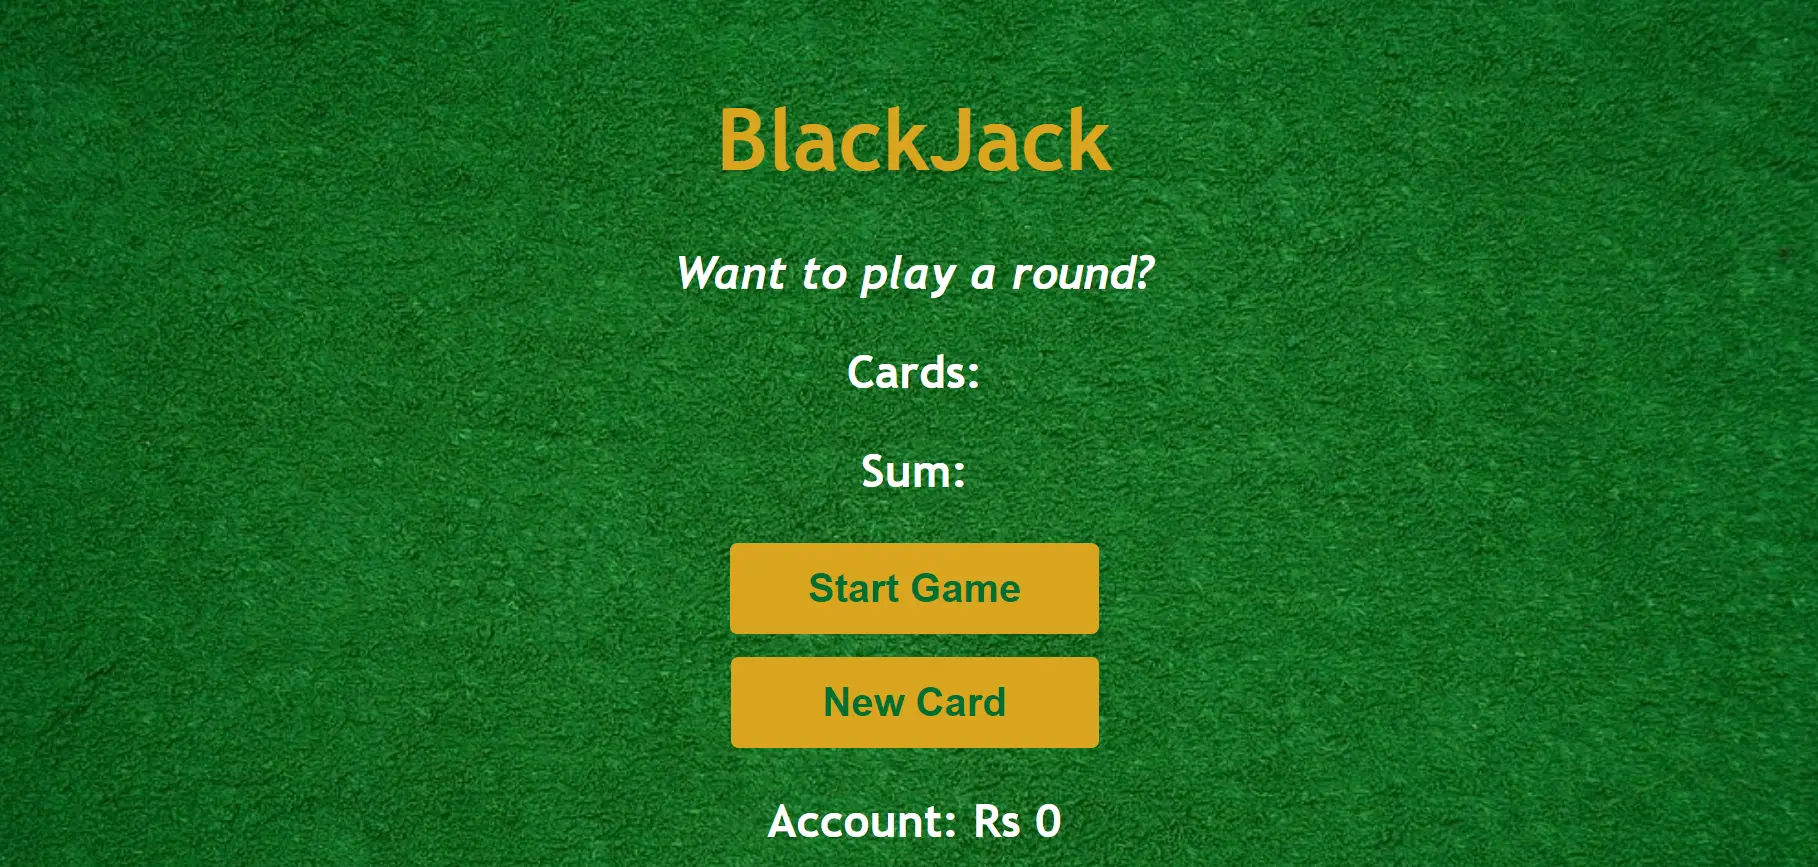 BlackJack
Want to play a round?
Cards:
Sum:
Start Game
New Card
Account: Rs 0